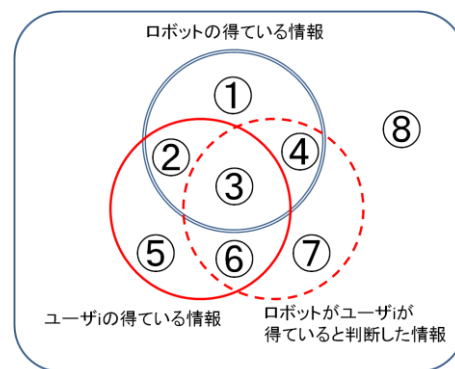 ロボットの得ている情報
①
⑧
② ④
③
⑤ ⑥ ⑦
ユーザiの得ている情報
ロボットがユーザiが
得ていると判断した情報